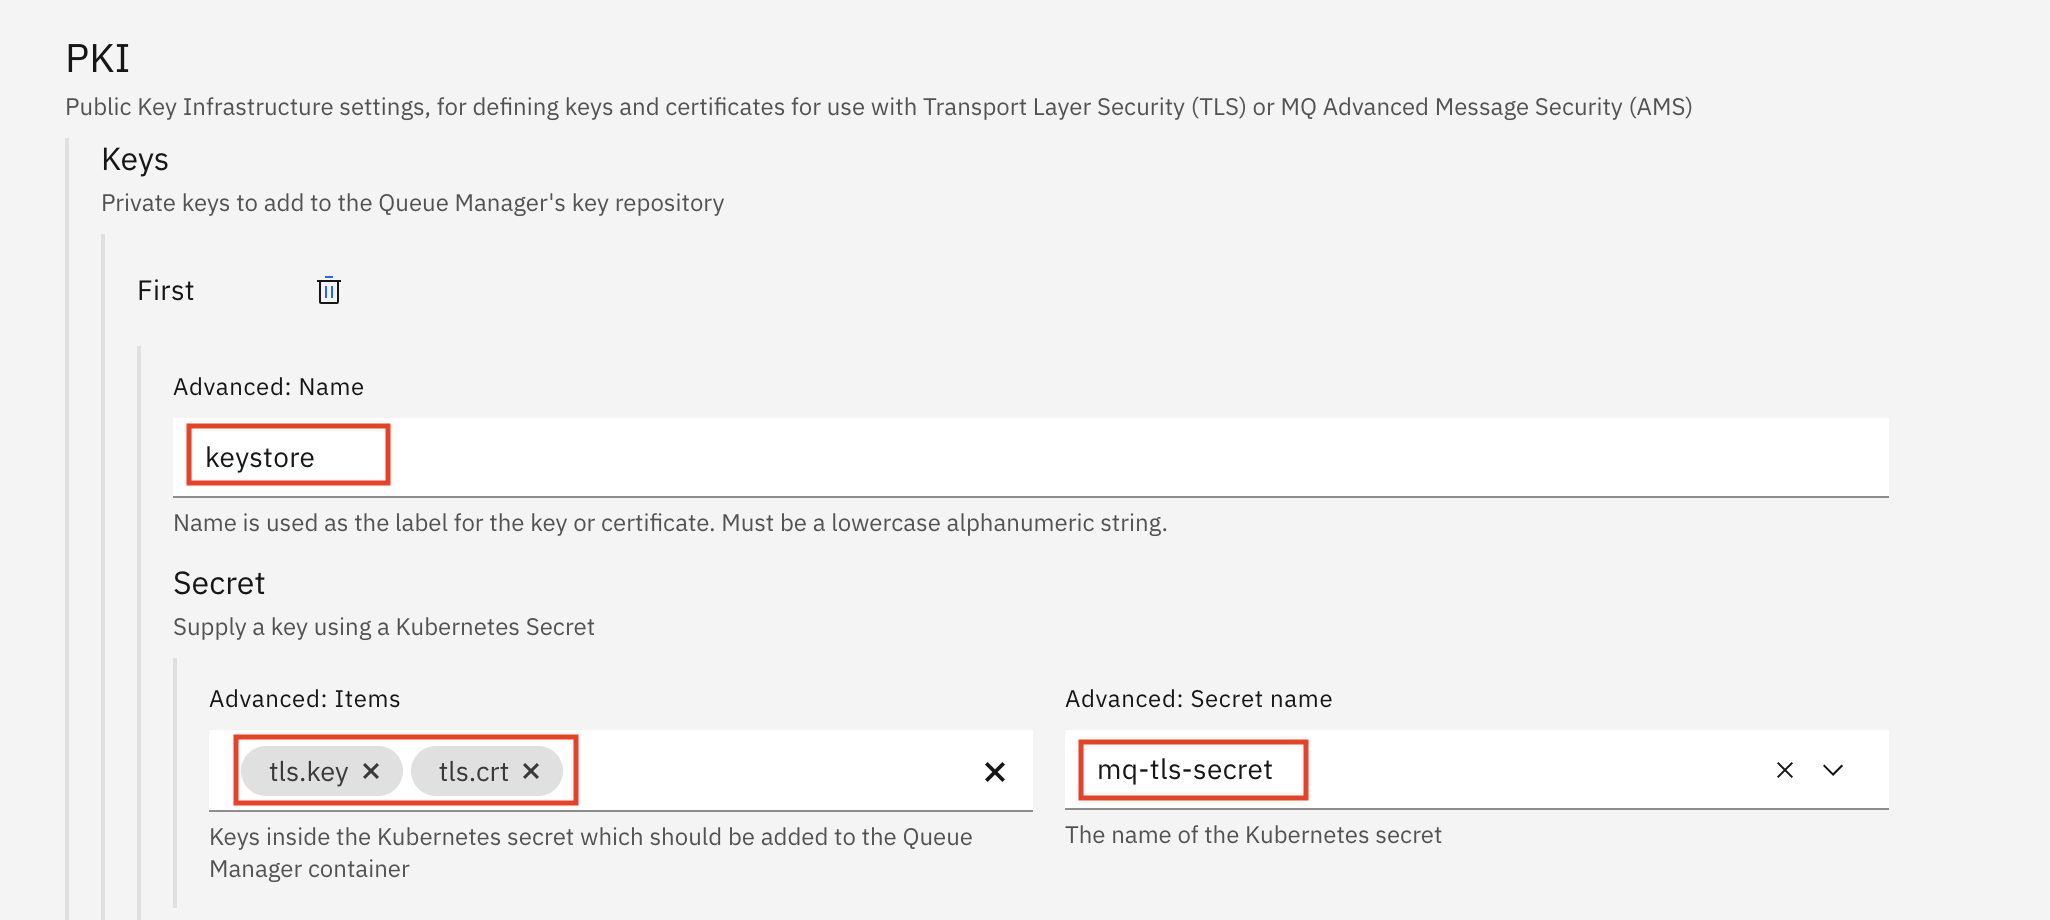 PKI
Public Key Infrastructure settings, for defining keys and certificates for use with Transport Layer Security (TLS) or MQ Advanced Message Security (AMS)
Keys
Private keys to add to the Queue Manager's key repository
First
Advanced: Name
keystore
Name is used as the label for the key or certificate. Must be a lowercase alphanumeric string.
Secret
Supply a key using a Kubernetes Secret
Advanced: Items
tls.key tls.crt
Keys inside the Kubernetes secret which should be added to the Queue
Manager container
Advanced: Secret name
mq-tls-secret
The name of the Kubernetes secret